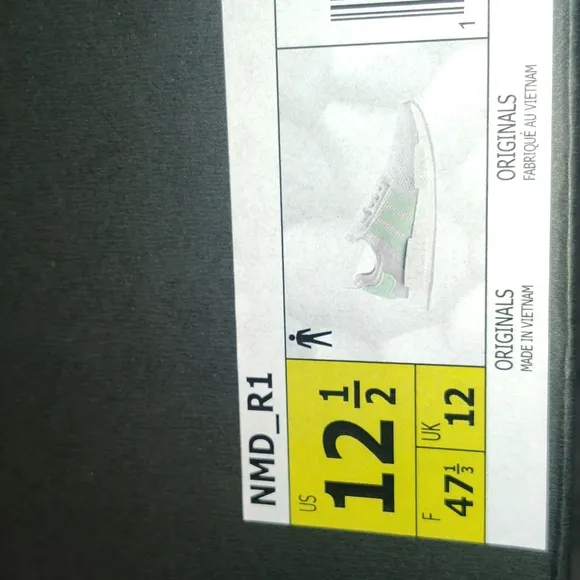 NMD_R1
US
12 1/2
F
47 1/3
UK
12
1
ORIGINALS
MADE IN VIETNAM
ORIGINALS
FABRIQUÉ AU VIETNAM